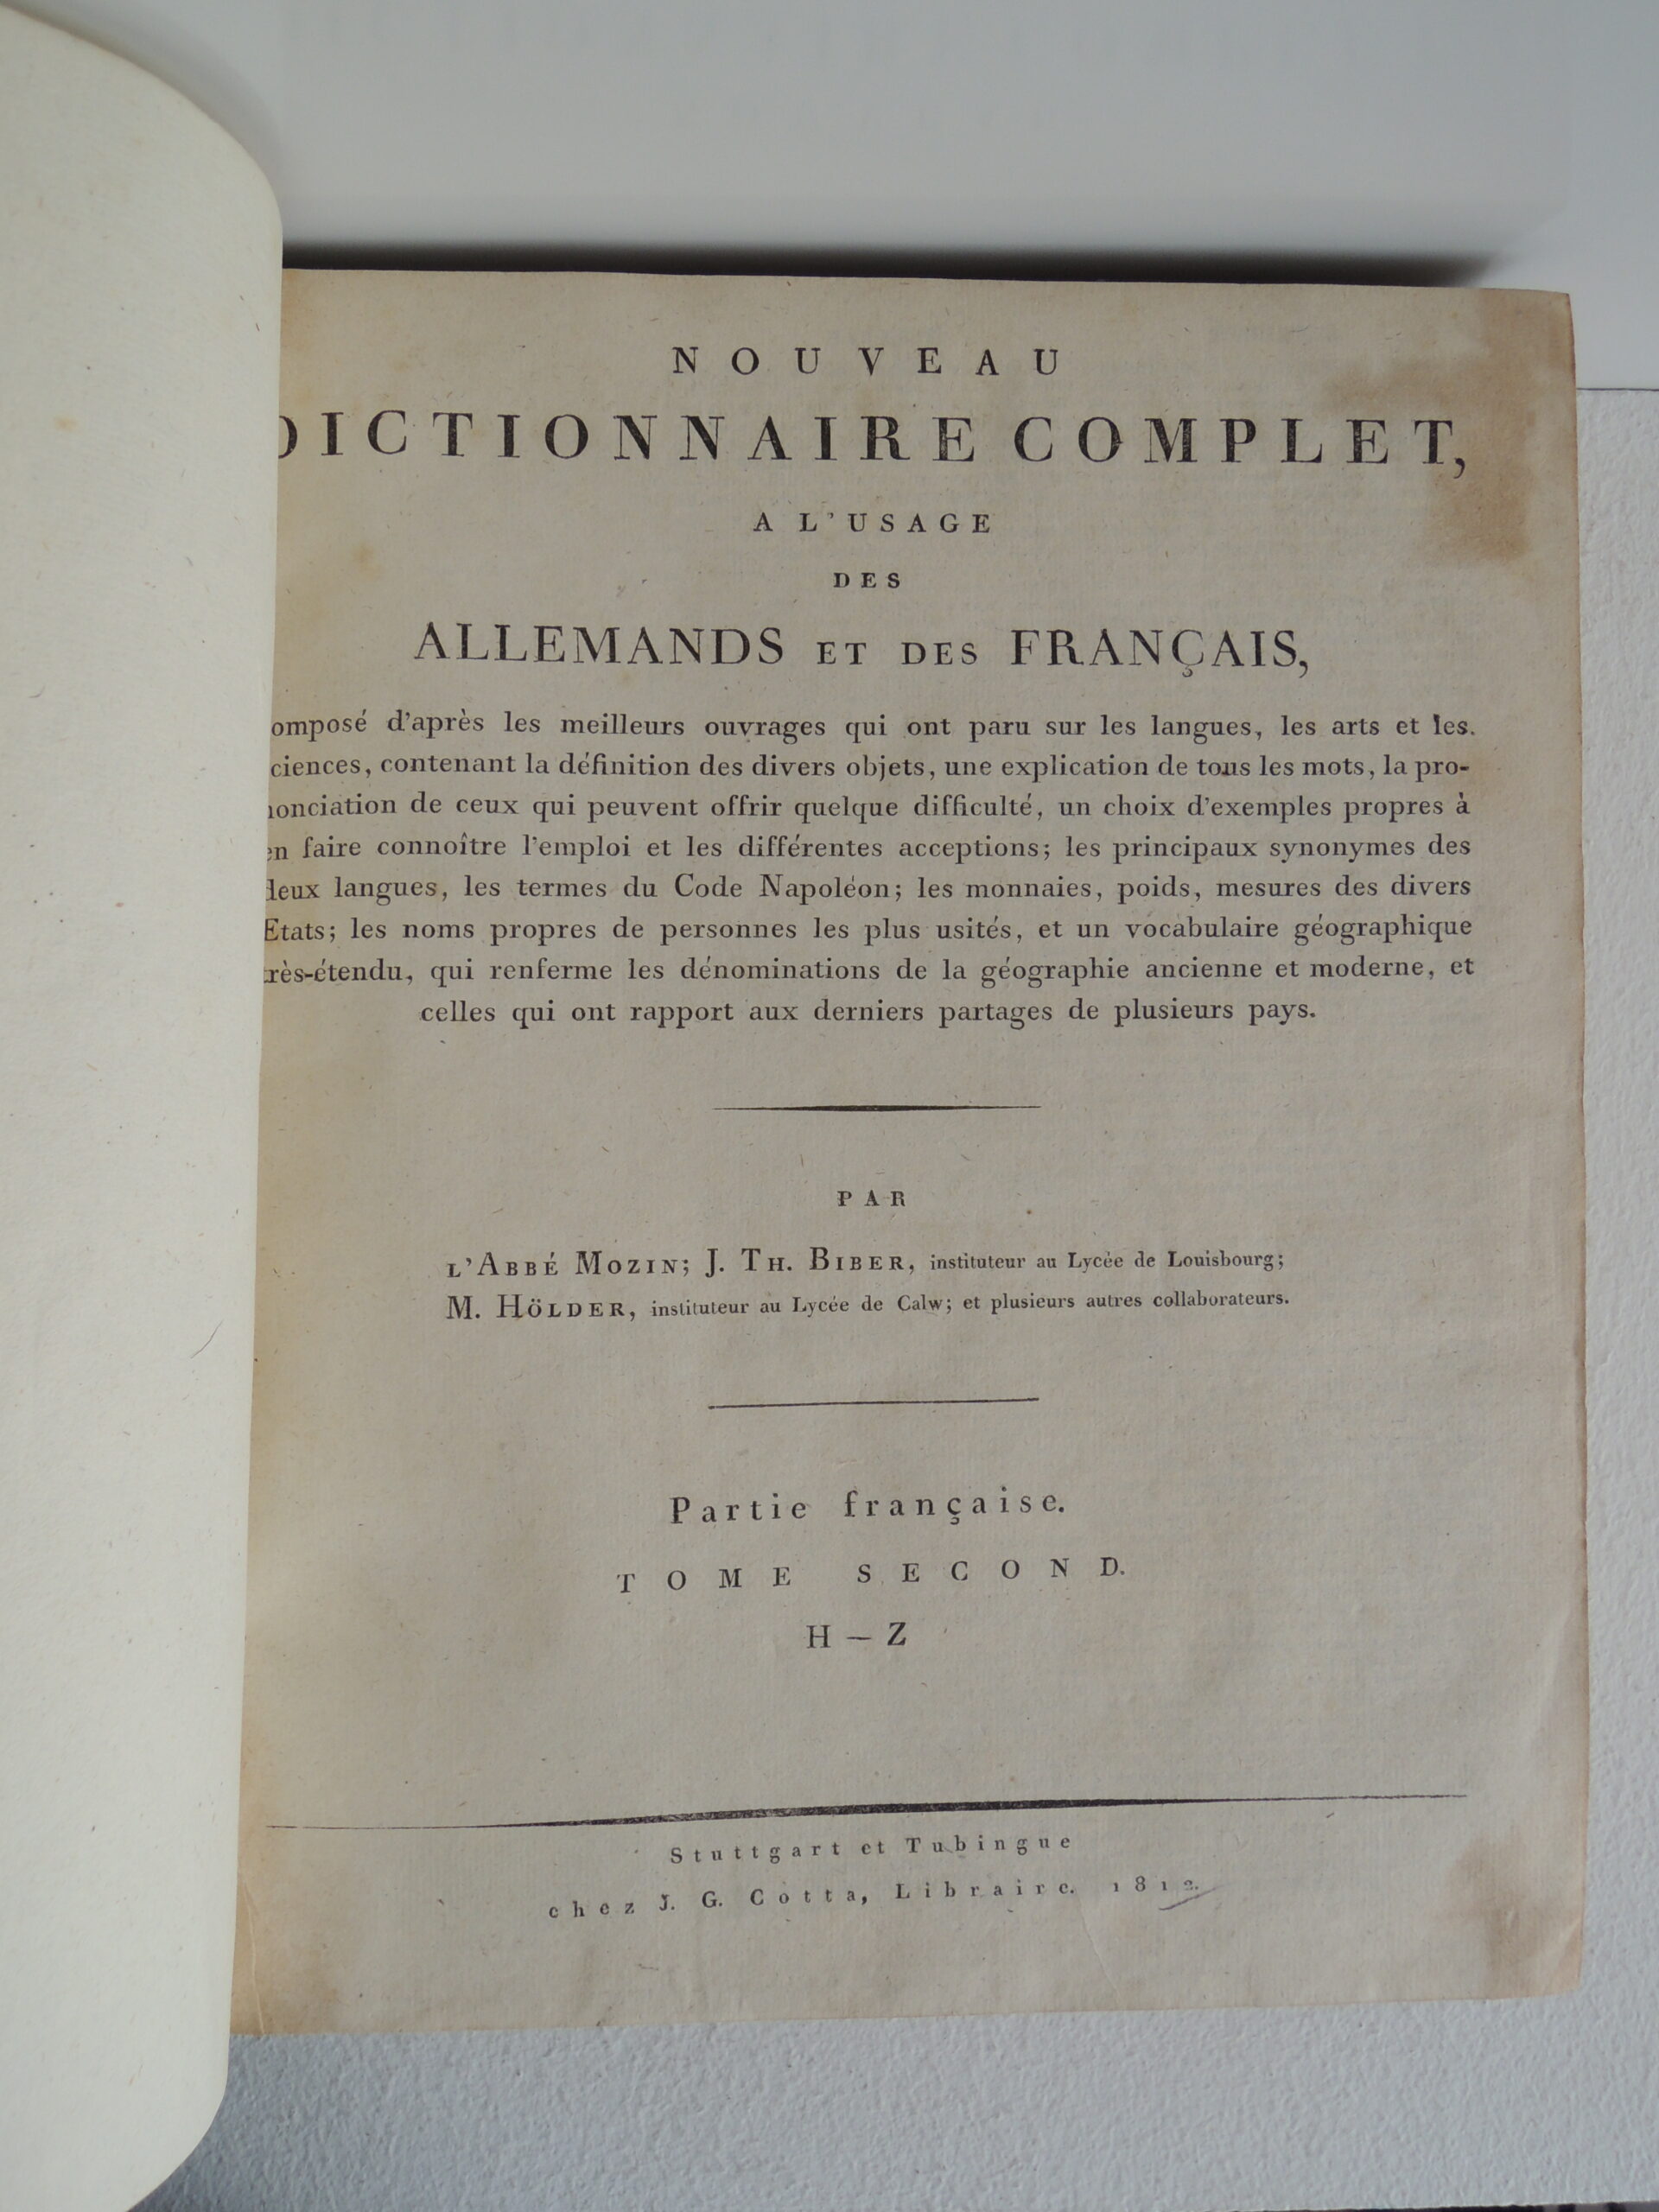 NOUVEAU
DICTIONNAIRE COMPLET,
A L'USAGE
DES
ALLEMANDS ET DES FRANÇAIS,
omposé d'après les meilleurs ouvrages qui ont paru sur les langues, les arts et les.
ciences, contenant la définition des divers objets, une explication de tous les mots, la pro-
nonciation de ceux qui peuvent offrir quelque difficulté, un choix d'exemples propres à
en faire connoître l'emploi et les différentes acceptions; les principaux synonymes des
deux langues, les termes du Code Napoléon; les monnaies, poids, mesures des divers
Etats; les noms propres de personnes les plus usités, et un vocabulaire géographique
très-étendu, qui renferme les dénominations de la géographie ancienne et moderne, et
celles qui ont rapport aux derniers partages de plusieurs pays.
PAR
L'ABBÉ MOZIN; J. TH. BIBER, instituteur au Lycée de Louisbourg;
M. HÖLDER, instituteur au Lycée de Calw; et plusieurs autres collaborateurs.
Partie française.
TOME SECOND.
H — Z
Stuttgart et Tubingue
chez J. G. Cotta, Libraire. 1812.